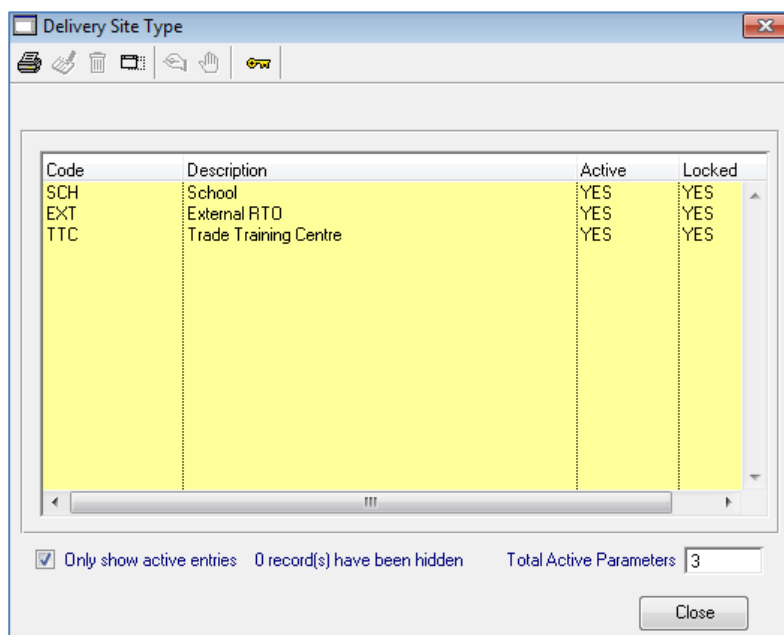 Delivery Site Type
Code Description Active Locked
SCH School YES YES
EXT External RTO YES YES
TTC Trade Training Centre YES YES
Only show active entries 0 record(s) have been hidden Total Active Parameters 3
Close